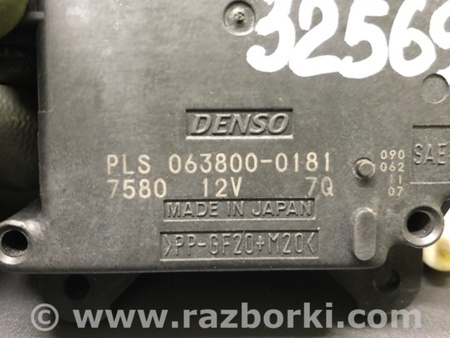 32569
DENSO
PLS 063800-0181
7580 12V 7Q
090
062
11
07
SAE
MADE IN JAPAN
>PP-GF20+M20<
www.razborki.com